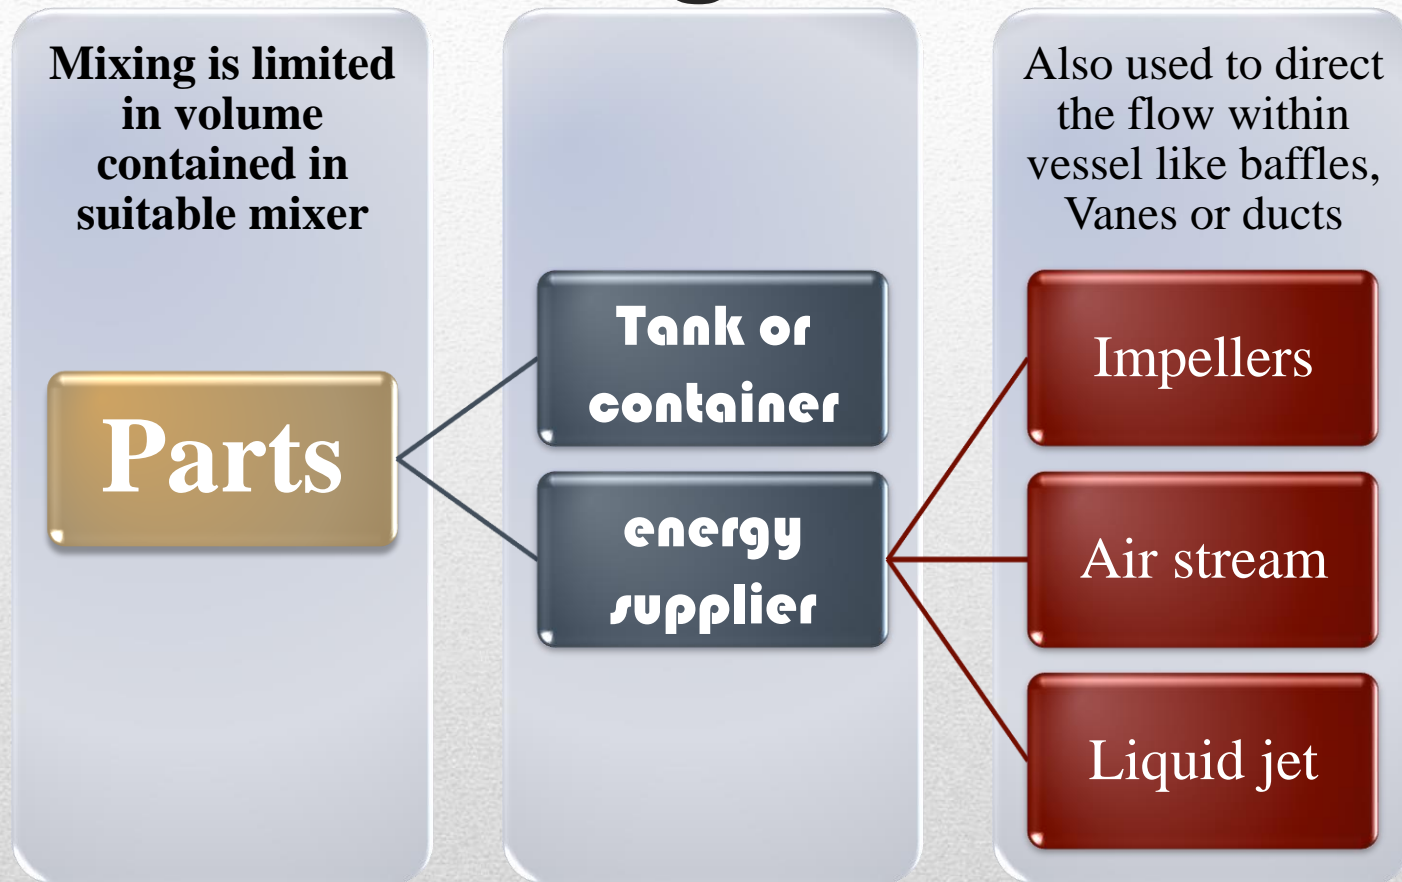 Mixing is limited
in volume
contained in
suitable mixer
Parts
Tank or
container
energy
supplier
Also used to direct
the flow within
vessel like baffles,
Vanes or ducts
Impellers
Air stream
Liquid jet